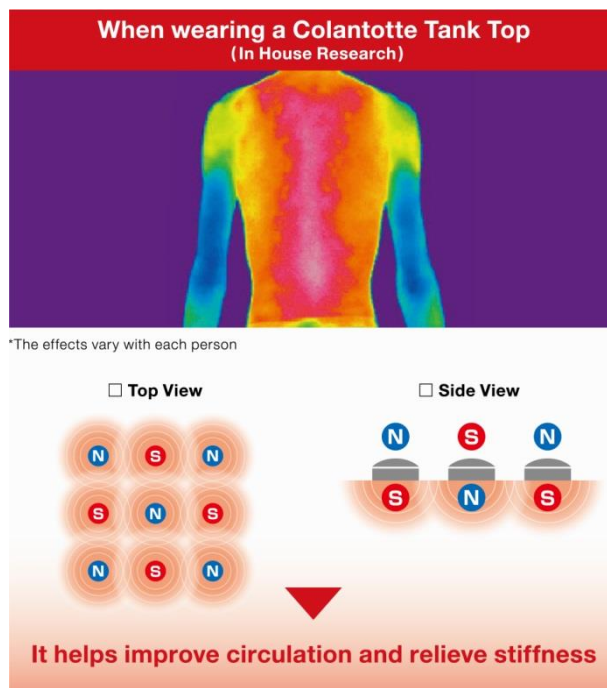 When wearing a Colantotte Tank Top
(In House Research)
*The effects vary with each person
☐ Top View
☐ Side View
N S N
N S N
S N S
S N S
N S N
It helps improve circulation and relieve stiffness